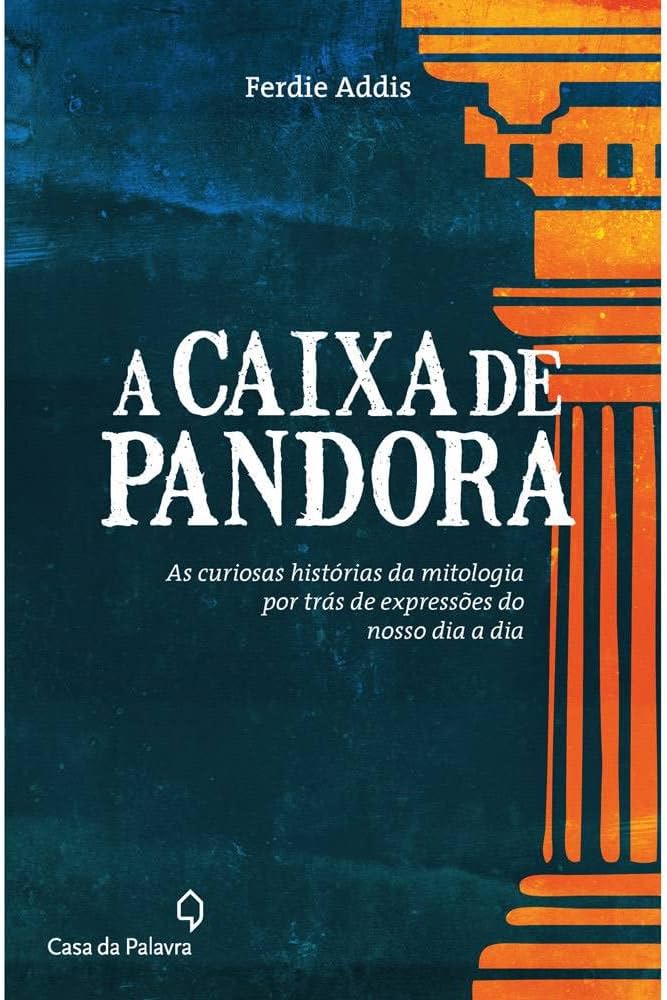 Ferdie Addis
A CAIXA DE
PANDORA
As curiosas histórias da mitologia
por trás de expressões do
nosso dia a dia
Casa da Palavra